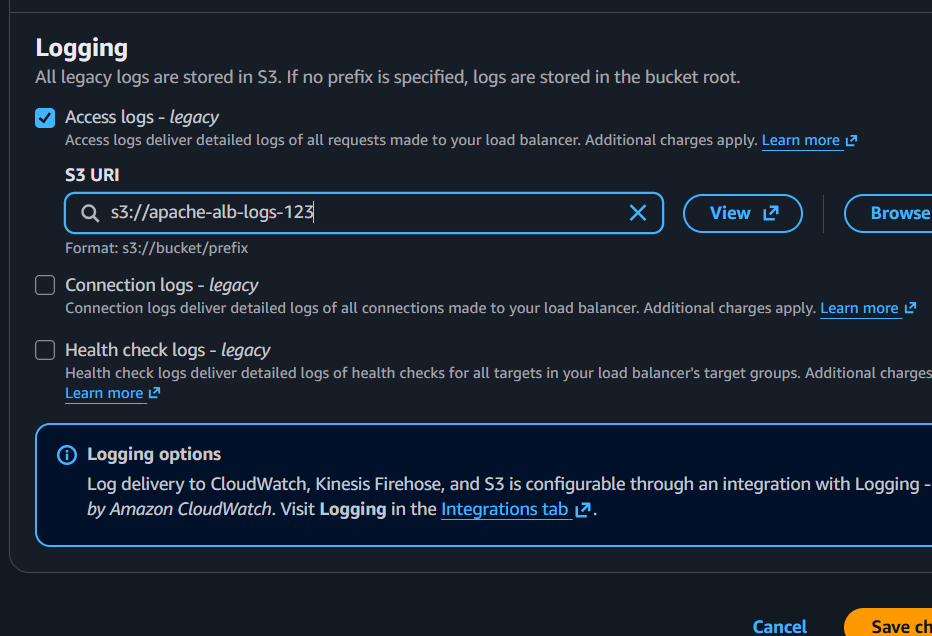 Logging
All legacy logs are stored in S3. If no prefix is specified, logs are stored in the bucket root.
Access logs - legacy
Access logs deliver detailed logs of all requests made to your load balancer. Additional charges apply. Learn more
S3 URI
s3://apache-alb-logs-123
View
Browse
Format: s3://bucket/prefix
Connection logs - legacy
Connection logs deliver detailed logs of all connections made to your load balancer. Additional charges apply. Learn more
Health check logs - legacy
Health check logs deliver detailed logs of health checks for all targets in your load balancer's target groups. Additional charges
Learn more
Logging options
Log delivery to CloudWatch, Kinesis Firehose, and S3 is configurable through an integration with Logging -
by Amazon CloudWatch. Visit Logging in the Integrations tab.
Cancel
Save ch